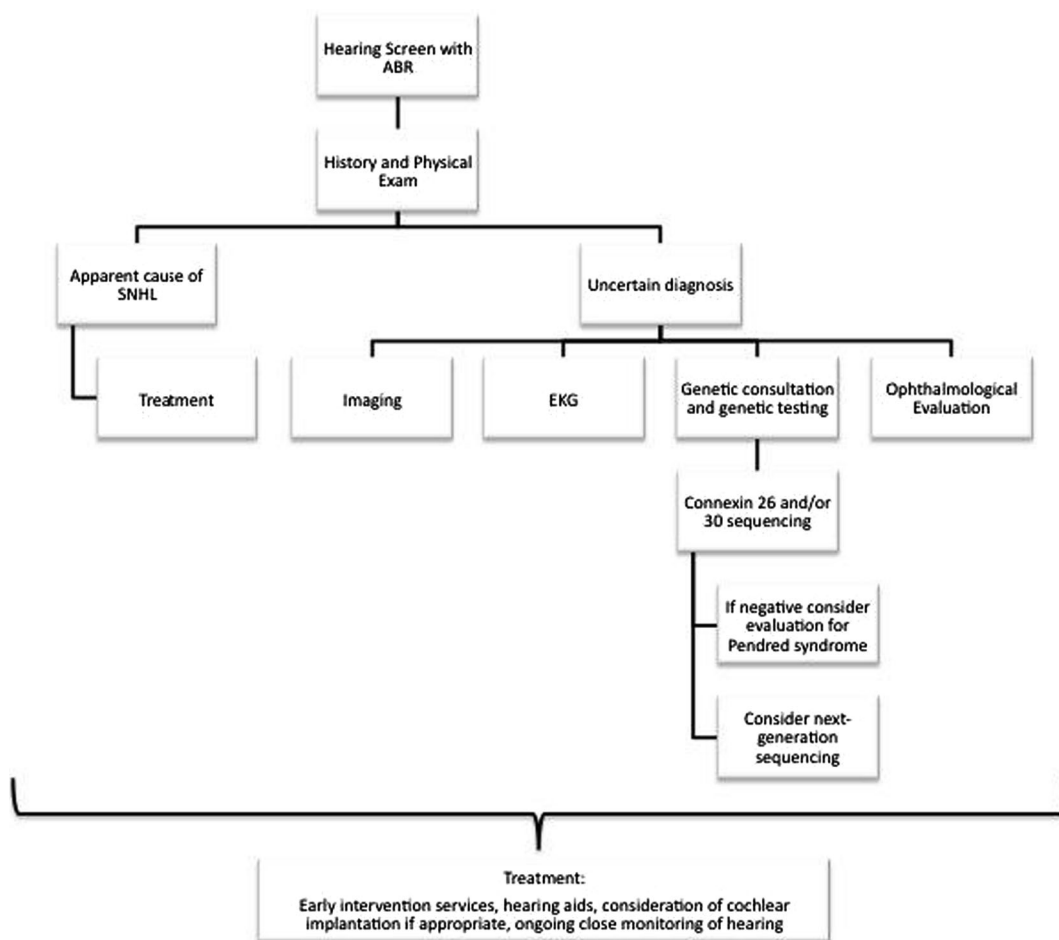 Hearing Screen with
ABR
History and Physical
Exam
Apparent cause of
SNHL
Uncertain diagnosis
Treatment
Imaging
EKG
Genetic consultation
and genetic testing
Ophthalmological
Evaluation
Connexin 26 and/or
30 sequencing
If negative consider
evaluation for
Pendred syndrome
Consider next-
generation
sequencing
Treatment:
Early intervention services, hearing aids, consideration of cochlear
implantation if appropriate, ongoing close monitoring of hearing